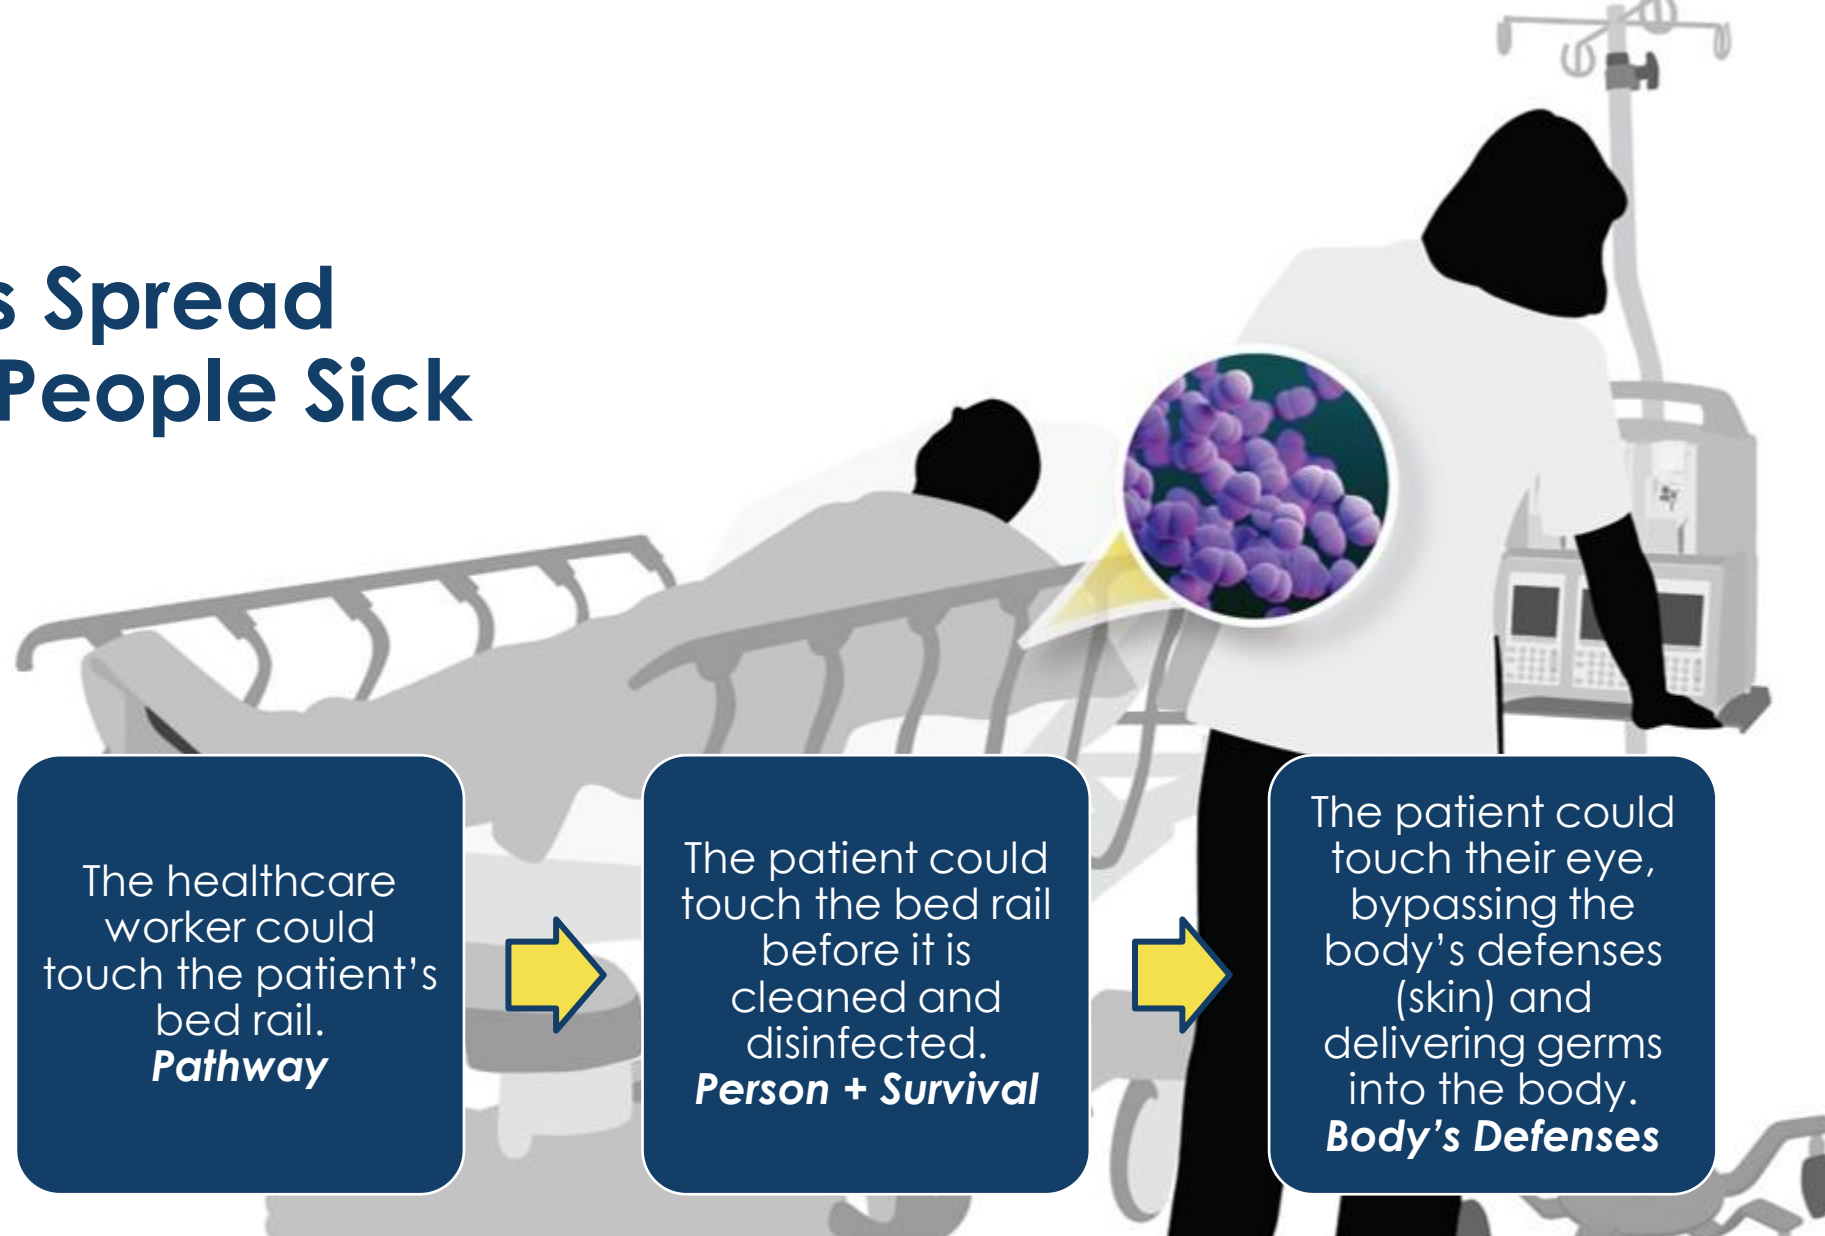 s Spread
People Sick
The healthcare
worker could
touch the patient's
bed rail.
Pathway
The patient could
touch the bed rail
before it is
cleaned and
disinfected.
Person + Survival
The patient could
touch their eye,
bypassing the
body's defenses
(skin) and
delivering germs
into the body.
Body's Defenses